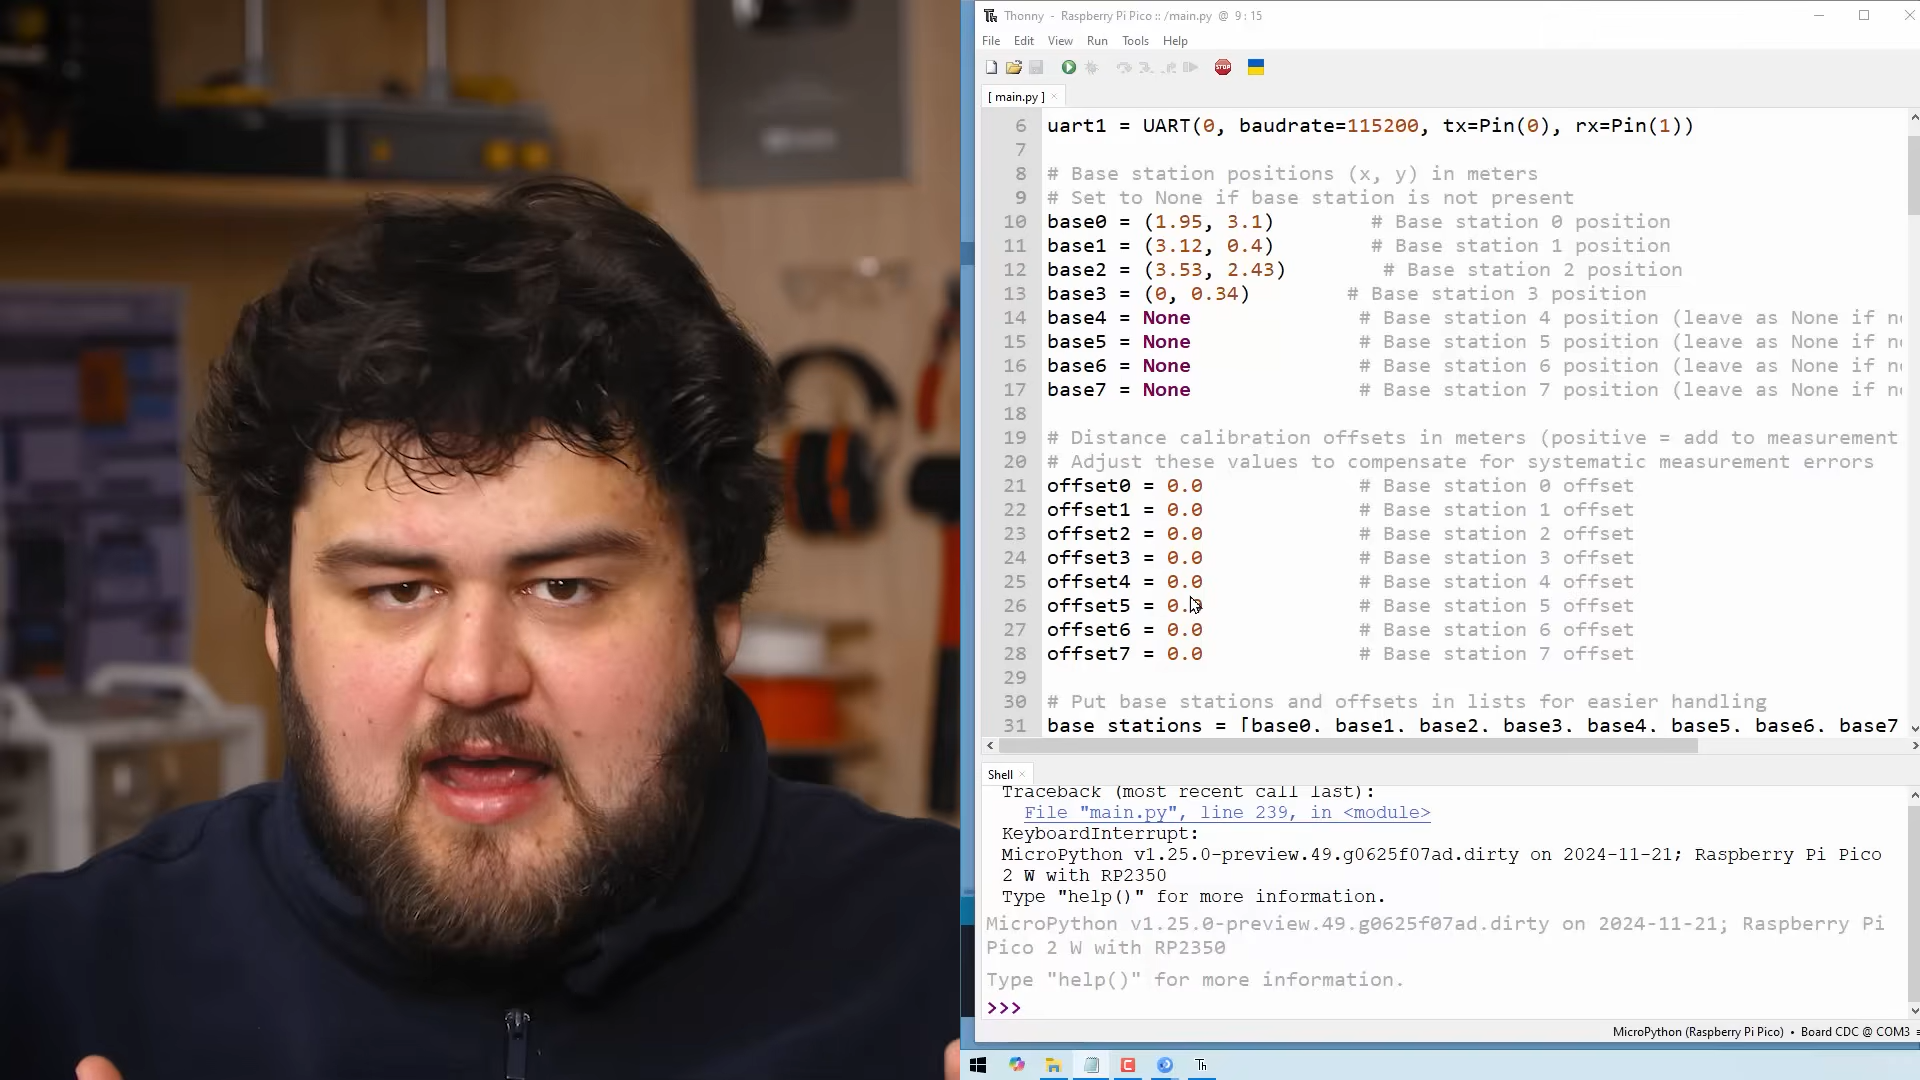 Thonny - Raspberry Pi Pico :: /main.py @ 9 : 15
File Edit View Run Tools Help
STOP
[ main.py ] ×
6 uart1 = UART(0, baudrate=115200, tx=Pin(0), rx=Pin(1))
7
8 # Base station positions (x, y) in meters
9 # Set to None if base station is not present
10 base0 = (1.95, 3.1) # Base station 0 position
11 base1 = (3.12, 0.4) # Base station 1 position
12 base2 = (3.53, 2.43) # Base station 2 position
13 base3 = (0, 0.34) # Base station 3 position
14 base4 = None # Base station 4 position (leave as None if
15 base5 = None # Base station 5 position (leave as None if
16 base6 = None # Base station 6 position (leave as None if
17 base7 = None # Base station 7 position (leave as None if
18
19 # Distance calibration offsets in meters (positive = add to measurement
20 # Adjust these values to compensate for systematic measurement errors
21 offset0 = 0.0 # Base station 0 offset
22 offset1 = 0.0 # Base station 1 offset
23 offset2 = 0.0 # Base station 2 offset
24 offset3 = 0.0 # Base station 3 offset
25 offset4 = 0.0 # Base station 4 offset
26 offset5 = 0.0 # Base station 5 offset
27 offset6 = 0.0 # Base station 6 offset
28 offset7 = 0.0 # Base station 7 offset
29
30 # Put base stations and offsets in lists for easier handling
31 base_stations = [base0, base1, base2, base3, base4, base5, base6, base7
Shell ×
Traceback (most recent call last):
File "main.py", line 239, in <module>
KeyboardInterrupt:
MicroPython v1.25.0-preview.49.g0625f07ad.dirty on 2024-11-21; Raspberry Pi Pico
2 W with RP2350
Type "help()" for more information.
MicroPython v1.25.0-preview.49.g0625f07ad.dirty on 2024-11-21; Raspberry Pi
Pico 2 W with RP2350
Type "help()" for more information.
>>>
MicroPython (Raspberry Pi Pico) • Board CDC @ COM3
Th